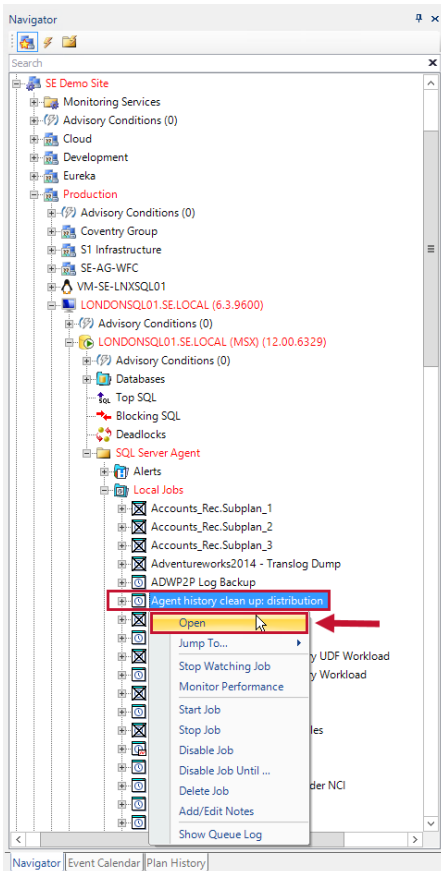 Navigator
Search
SE Demo Site
Monitoring Services
Advisory Conditions (0)
Cloud
Development
Eureka
Production
Advisory Conditions (0)
Coventry Group
S1 Infrastructure
SE-AG-WFC
VM-SE-LNXSQL01
LONDONSQL01.SE.LOCAL (6.3.9600)
Advisory Conditions (0)
LONDONSQL01.SE.LOCAL (MSX) (12.00.6329)
Advisory Conditions (0)
Databases
Top SQL
Blocking SQL
Deadlocks
SQL Server Agent
Alerts
Local Jobs
Accounts_Rec.Subplan_1
Accounts_Rec.Subplan_2
Accounts_Rec.Subplan_3
Adventureworks2014 - Translog Dump
ADWP2P Log Backup
Agent history clean up: distribution
Open
Jump To...
y UDF Workload
Stop Watching Job
y Workload
Monitor Performance
Start Job
Stop Job
les
Disable Job
Disable Job Until ...
Delete Job
der NCI
Add/Edit Notes
Show Queue Log
Navigator Event Calendar Plan History